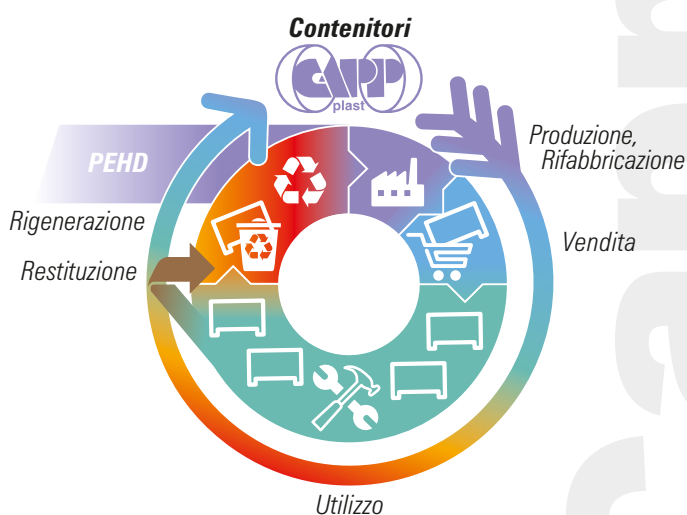 Contenitori
CAPP
plast
PEHD
Produzione,
Rifabbricazione
Rigenerazione
Vendita
Restituzione
Utilizzo